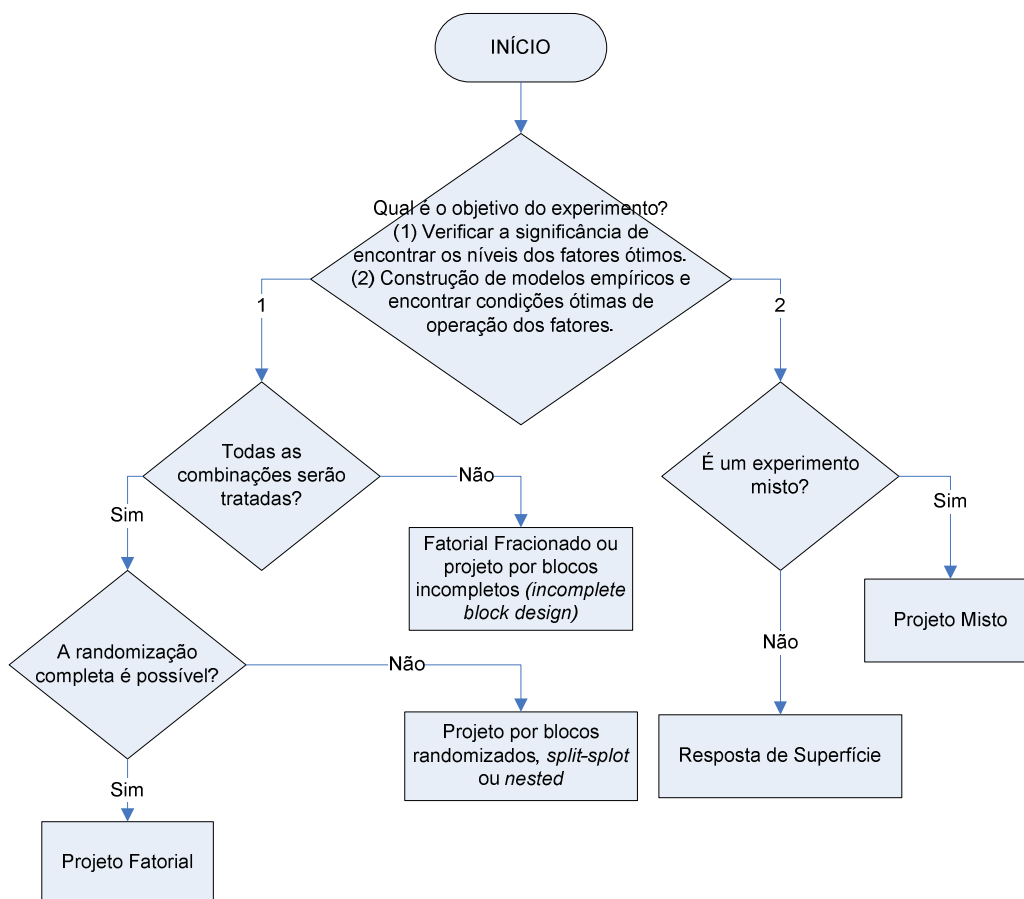 INÍCIO
Qual é o objetivo do experimento?
(1) Verificar a significância de
encontrar os níveis dos fatores ótimos.
(2) Construção de modelos empíricos e
encontrar condições ótimas de
operação dos fatores.
1
2
Todas as
combinações serão
tratadas?
Não
Sim
É um experimento
misto?
Sim
Não
Fatorial Fracionado ou
projeto por blocos
incompletos (incomplete
block design)
Projeto Misto
A randomização
completa é possível?
Não
Sim
Projeto por blocos
randomizados, split-splot
ou nested
Resposta de Superfície
Projeto Fatorial